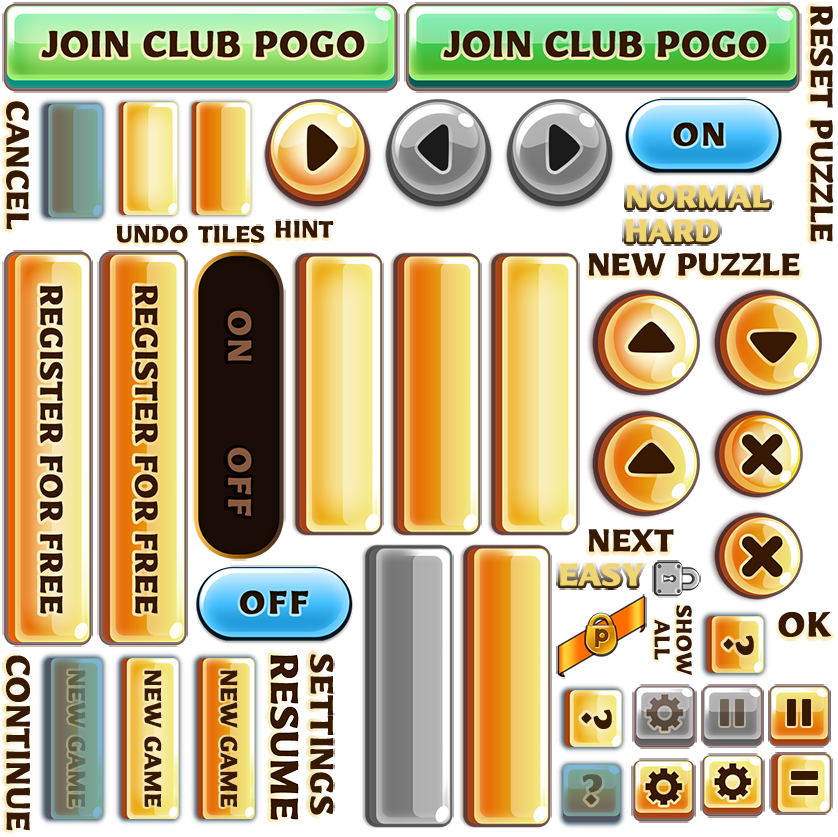 JOIN CLUB POGO
JOIN CLUB POGO
RESET PUZZLE
CANCEL
ON
NORMAL
HARD
UNDO
TILES
HINT
NEW PUZZLE
REGISTER FOR FREE
REGISTER FOR FREE
ON
OFF
NEXT
EASY
OFF
P
SHOW
ALL
?
OK
CONTINUE
NEW GAME
NEW GAME
NEW GAME
RESUME
SETTINGS
?
?